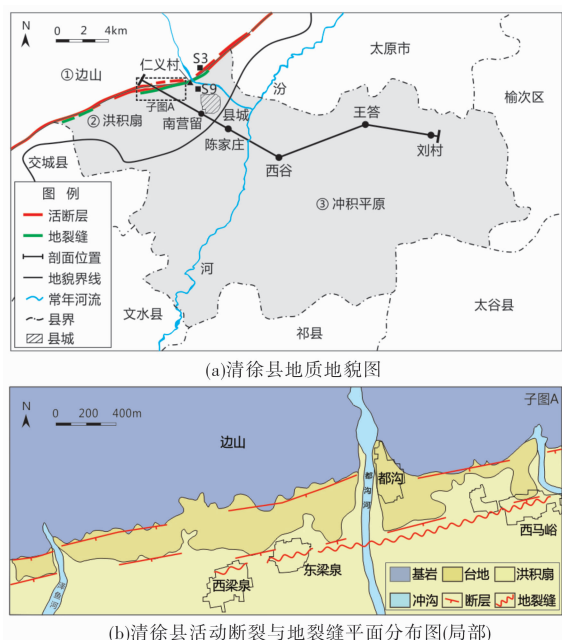 N
0 2 4km
①边山
仁义村
S3
S9
汾
太原市
榆次区
子图A
②洪积扇
南营留
县城
陈家庄
王答
刘村
西谷
交城县
③冲积平原
图 例
活断层
地裂缝
剖面位置
地貌界线
常年河流
县界
县城
河
文水县
祁县
太谷县
(a)清徐县地质地貌图
N
0 200 400m
子图A
边山
都沟
都沟河
西马峪
东梁泉
西梁泉
基岩 台地 洪积扇
冲沟 断层 地裂缝
(b)清徐县活动断裂与地裂缝平面分布图(局部)